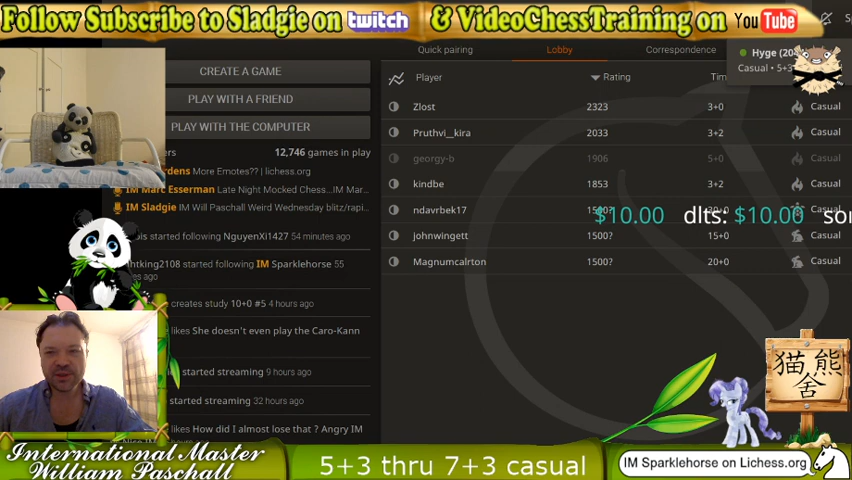 Follow Subscribe to Sladgie on twitch & VideoChessTraining on YouTube
Quick pairing Lobby Correspondence
Hyge
Casual • 5+3
CREATE A GAME
PLAY WITH A FRIEND
PLAY WITH THE COMPUTER
12,746 games in play
More Emotes?? | lichess.org
IM Marc Esserman Late Night Mocked Chess...IM Mar...
IM Sladgie IM Will Paschall Weird Wednesday blitz/rapi...
started following NguyenXi1427 54 minutes ago
htking2108 started following IM Sparklehorse 55
ago
creates study 10+0 #5 4 hours ago
likes She doesn't even play the Caro-Kann
started streaming 9 hours ago
started streaming 32 hours ago
likes How did I almost lose that ? Angry IM
Player Rating
Zlost 2323 3+0 Casual
Pruthvi_kira 2033 3+2 Casual
georgy-b 1906 5+0 Casual
kindbe 1853 3+2 Casual
ndavrbek17 Casual
$10.00 dlts: $10.00
johnwingett 1500? 15+0 Casual
Magnumcalrton 1500? 20+0 Casual
猫熊
舍
International Master
William Paschall
5+3 thru 7+3 casual
IM Sparklehorse on Lichess.org